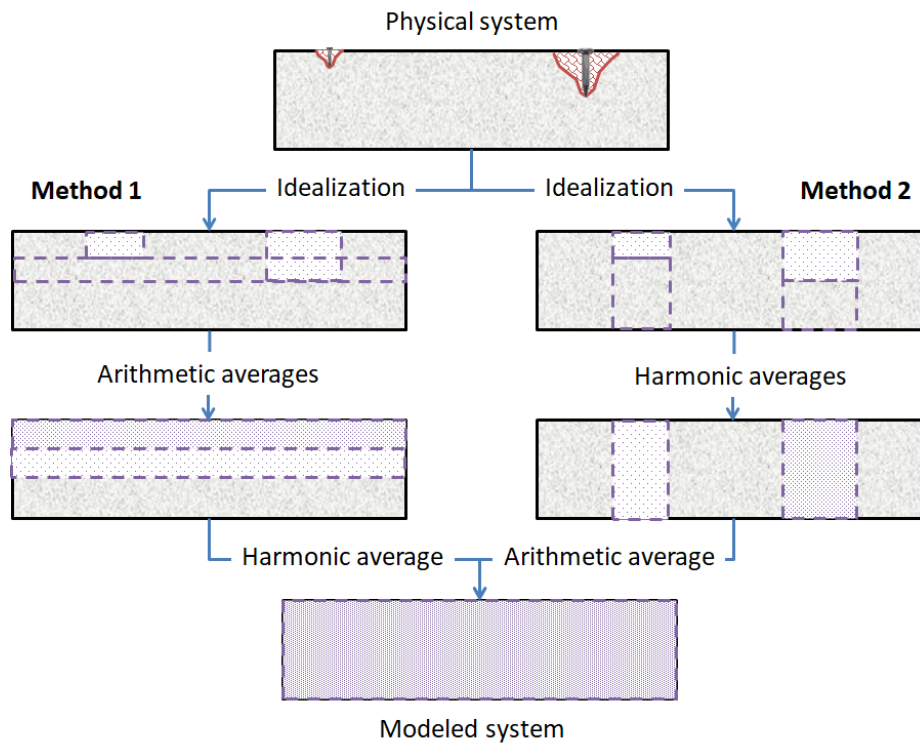 Physical system
Idealization
Idealization
Method 1
Method 2
Arithmetic averages
Harmonic averages
Harmonic average
Arithmetic average
Modeled system